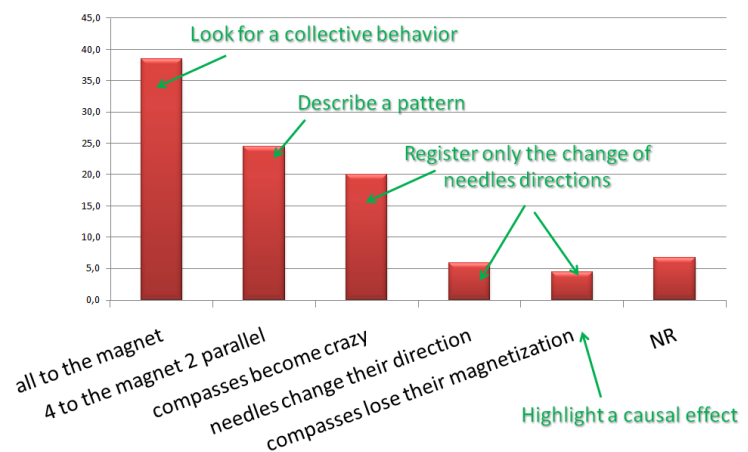 45,0
40,0
35,0
30,0
25,0
20,0
15,0
10,0
5,0
0,0
Look for a collective behavior
Describe a pattern
Register only the change of
needles directions
all to the magnet
4 to the magnet 2 parallel
compasses become crazy
needles change their direction
compasses lose their magnetization
NR
Highlight a causal effect